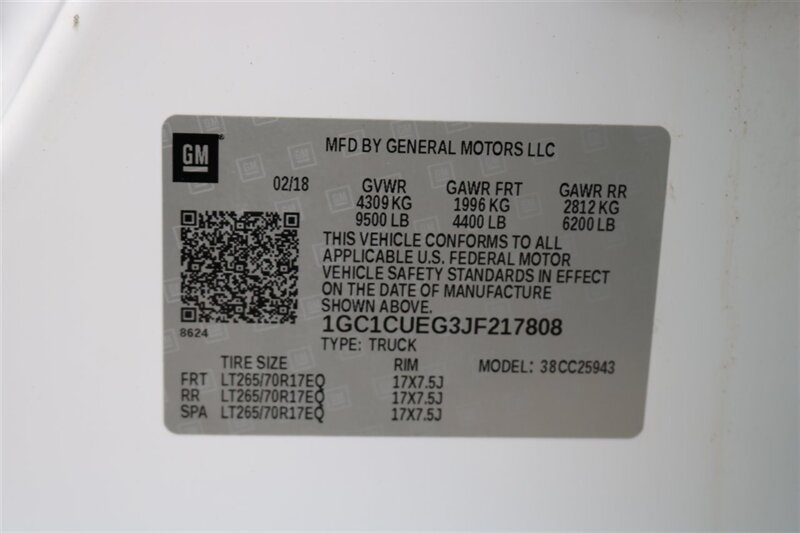 GM
MFD BY GENERAL MOTORS LLC
02/18 GVWR GAWR FRT GAWR RR
4309 KG 1996 KG 2812 KG
9500 LB 4400 LB 6200 LB
THIS VEHICLE CONFORMS TO ALL
APPLICABLE U.S. FEDERAL MOTOR
VEHICLE SAFETY STANDARDS IN EFFECT
ON THE DATE OF MANUFACTURE
SHOWN ABOVE.
8624
1GC1CUEG3JF217808
TYPE: TRUCK
TIRE SIZE RIM MODEL: 38CC25943
FRT LT265/70R17EQ 17X7.5J
RR LT265/70R17EQ 17X7.5J
SPA LT265/70R17EQ 17X7.5J